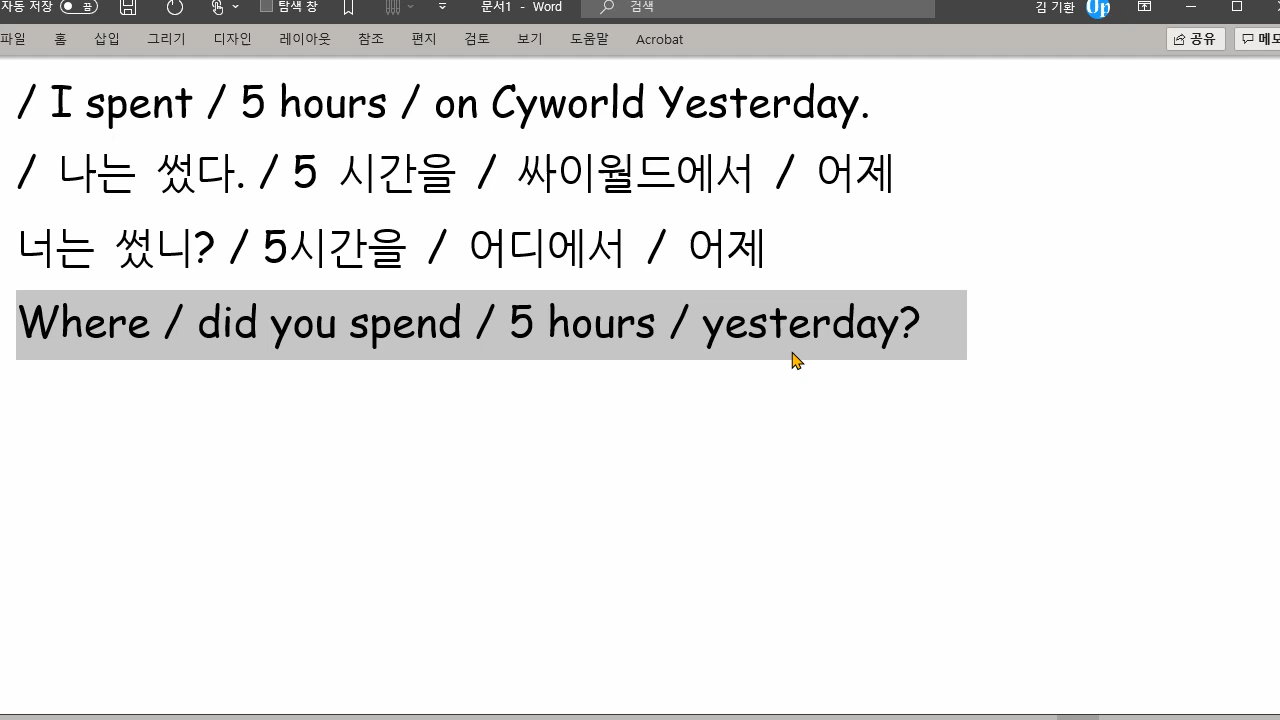 자동 저장 끔 탐색 창 문서1 - Word 검색 김 기환
파일 홈 삽입 그리기 디자인 레이아웃 참조 편지 검토 보기 도움말 Acrobat 공유
/ I spent / 5 hours / on Cyworld Yesterday.
/ 나는 썼다. / 5 시간을 / 싸이월드에서 / 어제
너는 썼니? / 5시간을 / 어디에서 / 어제
Where / did you spend / 5 hours / yesterday?